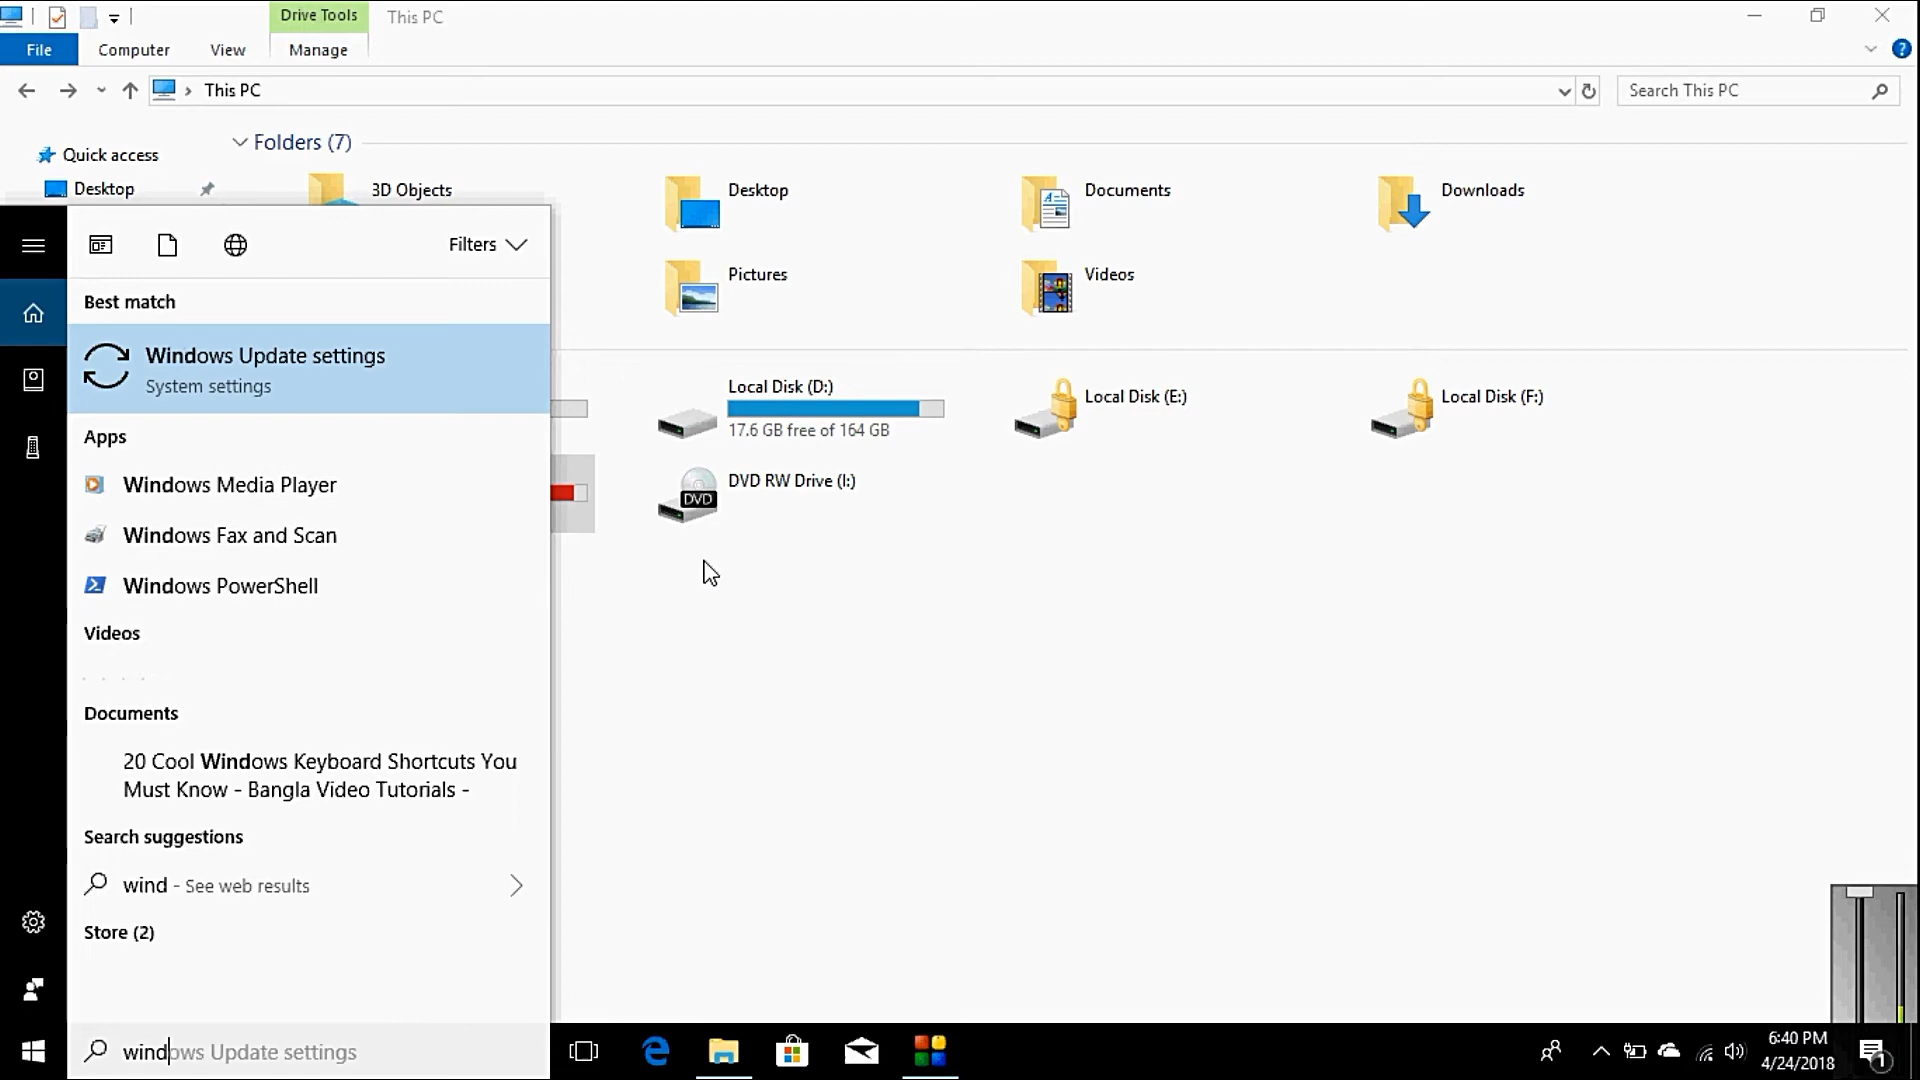 Drive Tools
This PC
File
Computer
View
Manage
This PC
Search This PC
Quick access
Desktop
Folders (7)
3D Objects
Desktop
Documents
Downloads
Pictures
Videos
Filters
Best match
Windows Update settings
System settings
Local Disk (D:)
17.6 GB free of 164 GB
Local Disk (E:)
Local Disk (F:)
DVD RW Drive (I:)
DVD
Apps
Windows Media Player
Windows Fax and Scan
Windows PowerShell
Videos
Documents
20 Cool Windows Keyboard Shortcuts You
Must Know - Bangla Video Tutorials -
Search suggestions
wind - See web results
Store (2)
windows Update settings
6:40 PM
4/24/2018
1